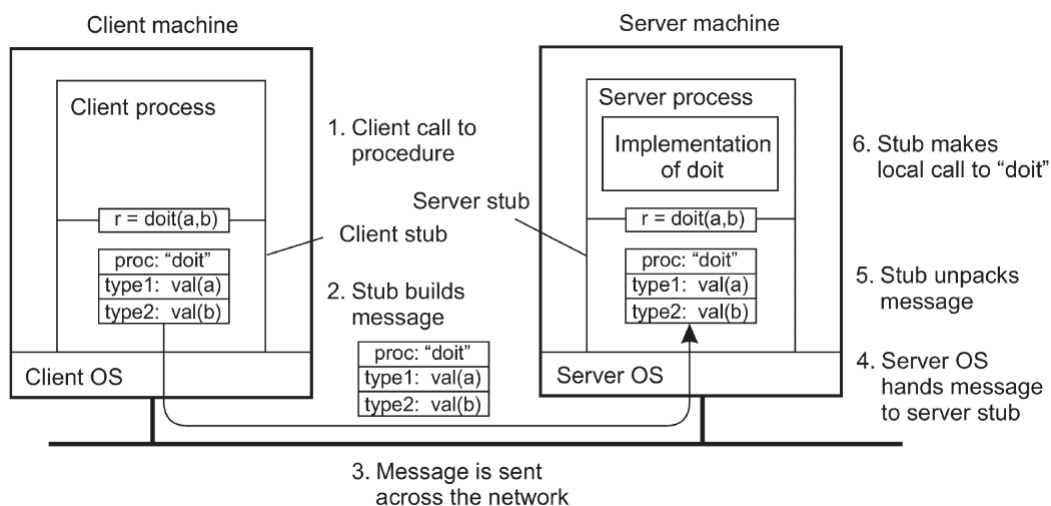 Client machine
Server machine
Client process
Server process
1. Client call to
procedure
Implementation
of doit
6. Stub makes
local call to “doit”
Server stub
r = doit(a,b)
Client stub
r = doit(a,b)
proc: “doit”
type1: val(a)
type2: val(b)
2. Stub builds
message
proc: “doit”
type1: val(a)
type2: val(b)
5. Stub unpacks
message
proc: “doit”
type1: val(a)
type2: val(b)
Client OS
Server OS
4. Server OS
hands message
to server stub
3. Message is sent
across the network